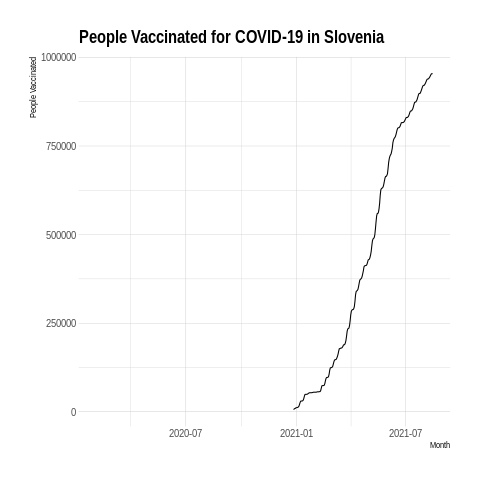 People Vaccinated for COVID-19 in Slovenia
People Vaccinated
1000000
750000
500000
250000
0
2020-07
2021-01
2021-07
Month